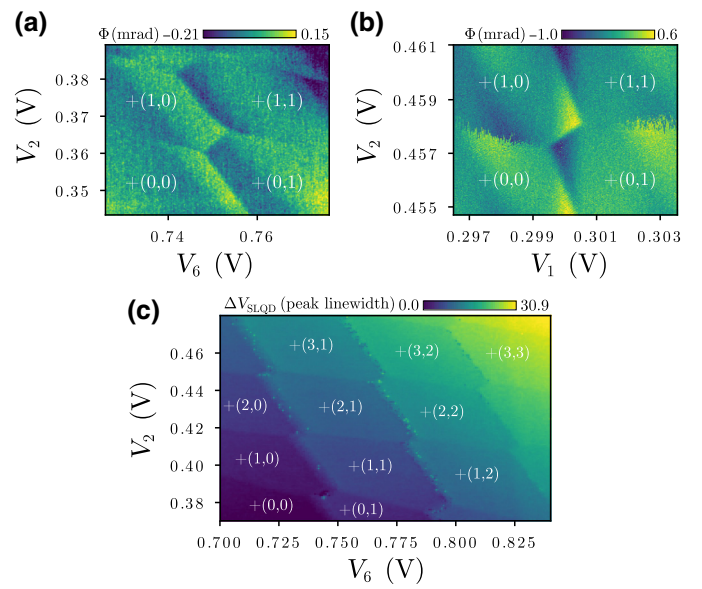 (a)
Φ(mrad) −0.21 0.15
0.38
0.37
0.36
0.35
V2 (V)
+(1,0) +(1,1)
+(0,0) +(0,1)
0.74 0.76
V6 (V)
(b)
Φ(mrad) −1.0 0.6
0.461
0.459
0.457
0.455
V2 (V)
+(1,0) +(1,1)
+(0,0) +(0,1)
0.297 0.299 0.301 0.303
V1 (V)
(c)
ΔVSLQD (peak linewidth) 0.0 30.9
0.46
0.44
0.42
0.40
0.38
V2 (V)
+(3,1) +(3,2) +(3,3)
+(2,0) +(2,1) +(2,2)
+(1,0) +(1,1) +(1,2)
+(0,0) +(0,1)
0.700 0.725 0.750 0.775 0.800 0.825
V6 (V)